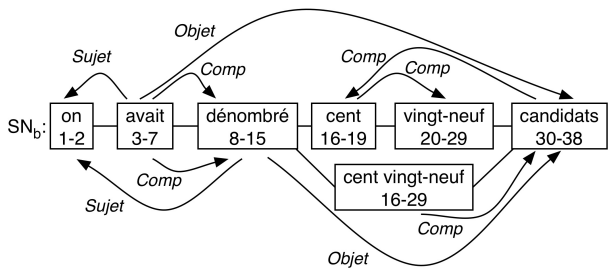 Objet
Sujet
Comp
Comp
Comp
SNb:
on
1-2
avait
3-7
dénombré
8-15
cent
16-19
vingt-neuf
20-29
candidats
30-38
cent vingt-neuf
16-29
Comp
Sujet
Comp
Objet